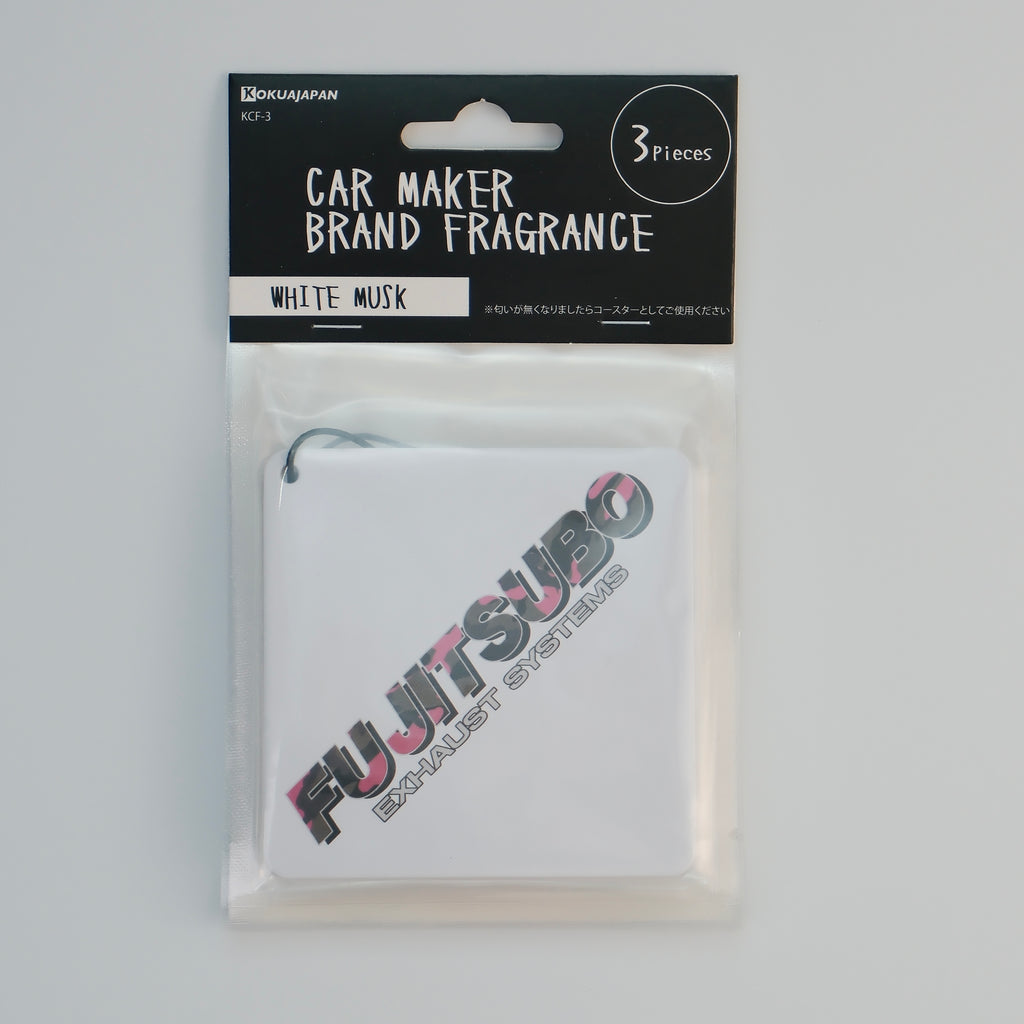 KOKUAJAPAN
KCF-3
3 Pieces
CAR MAKER
BRAND FRAGRANCE
WHITE MUSK
※匂いが無くなりましたらコースターとしてご使用ください
FUJITSUBO
EXHAUST SYSTEMS